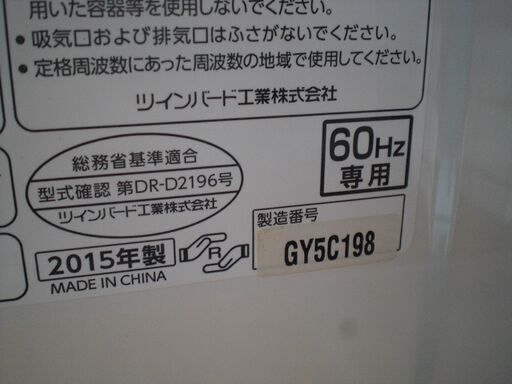 用いた容器等を使用しないでください。
●吸気口および排気口はふさがないでください。
●定格周波数にあった周波数の地域で使用してください。
ツインバード工業株式会社
60Hz
専用
総務省基準適合
型式確認 第DR-D2196号
ツインバード工業株式会社
製造番号
GY5C198
2015年製
R
MADE IN CHINA